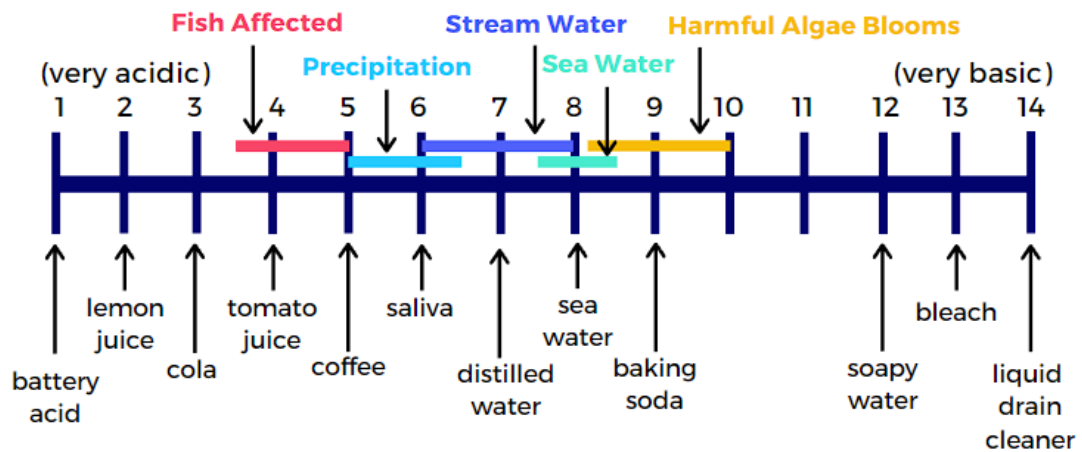 Fish Affected
Stream Water
Harmful Algae Blooms
Precipitation
Sea Water
(very acidic)
(very basic)
1 2 3 4 5 6 7 8 9 10 11 12 13 14
battery
acid
lemon
juice
cola
tomato
juice
coffee
saliva
distilled
water
sea
water
baking
soda
soapy
water
bleach
liquid
drain
cleaner